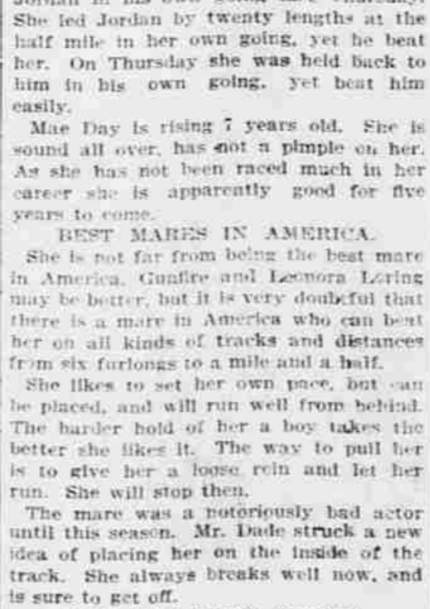 She led Jordan by twenty lengths at the
half mile in her own going, yet he beat
her. On Thursday she was held back to
him in his own going, yet beat him
easily.
Mae Day is rising 7 years old. She is
sound all over, has not a pimple on her.
As she has not been raced much in her
career she is apparently good for five
years to come.
BEST MARES IN AMERICA.
She is not far from being the best mare
in America. Gunfire and Leonora Loring
may be better, but it is very doubtful that
there is a mare in America who can beat
her on all kinds of tracks and distances
from six furlongs to a mile and a half.
She likes to set her own pace, but can
be placed, and will run well from behind.
The harder hold of her a boy takes the
better she likes it. The way to pull her
is to give her a loose rein and let her
run. She will stop then.
The mare was a notoriously bad actor
until this season. Mr. Dade struck a new
idea of placing her on the inside of the
track. She always breaks well now, and
is sure to get off.